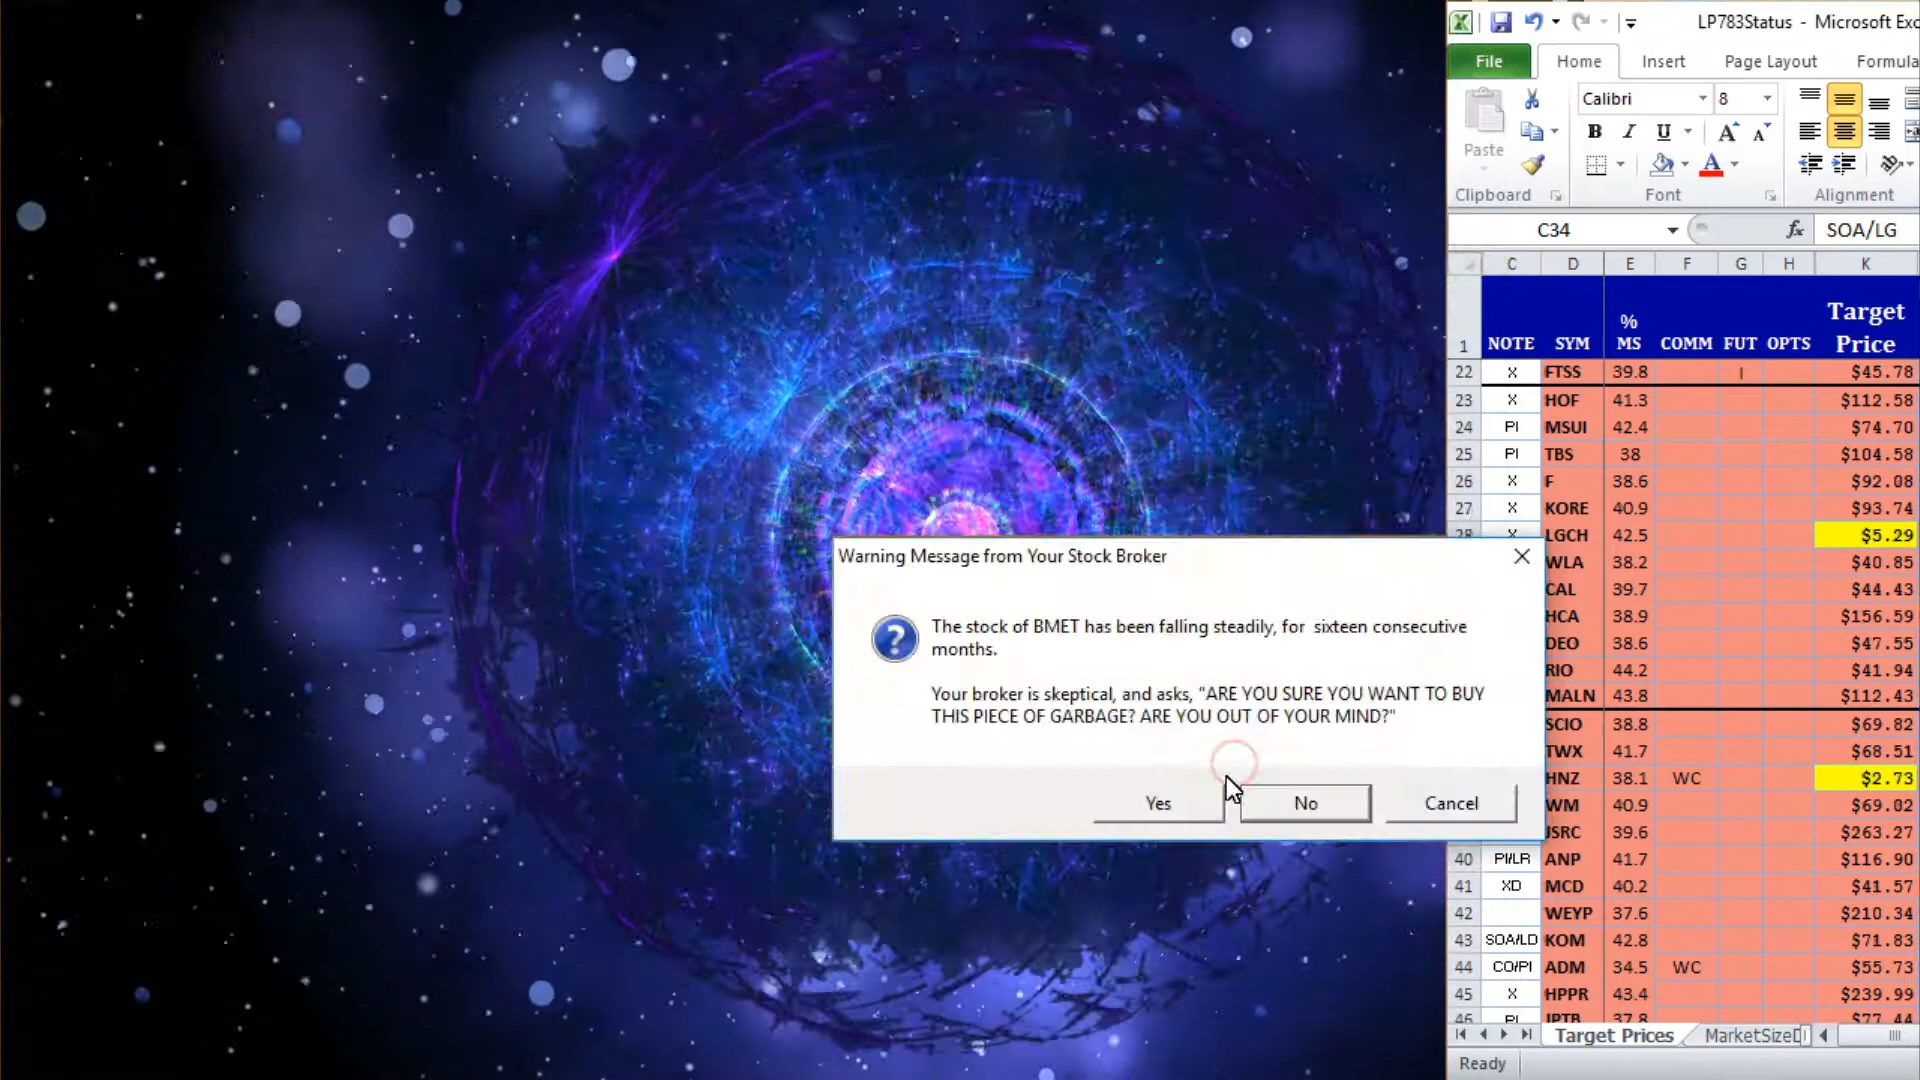 LP783Status - Microsoft Exc
File Home Insert Page Layout Formula
Calibri 8
B I U A A
Paste
A
Clipboard Font Alignment
C34 fx SOA/LG
C D E F G H K
1 NOTE SYM % MS COMM FUT OPTS Target Price
22 X FTSS 39.8 I $45.78
23 X HOF 41.3 $112.58
24 PI MSUI 42.4 $74.70
25 PI TBS 38 $104.58
26 X F 38.6 $92.08
27 X KORE 40.9 $93.74
28 X LGCH 42.5 $5.29
WLA 38.2 $40.85
CAL 39.7 $44.43
HCA 38.9 $156.59
DEO 38.6 $47.55
RIO 44.2 $41.94
MALN 43.8 $112.43
SCIO 38.8 $69.82
TWX 41.7 $68.51
HNZ 38.1 WC $2.73
WM 40.9 $69.02
JSRC 39.6 $263.27
40 PI/LR ANP 41.7 $116.90
41 XD MCD 40.2 $41.57
42 WEYP 37.6 $210.34
43 SOA/LD KOM 42.8 $71.83
44 CO/PI ADM 34.5 WC $55.73
45 X HPPR 43.4 $239.99
46 PI IPTB 37.8 $77.44
Target Prices MarketSizeD
Ready
Warning Message from Your Stock Broker
The stock of BMET has been falling steadily, for sixteen consecutive
months.
Your broker is skeptical, and asks, "ARE YOU SURE YOU WANT TO BUY
THIS PIECE OF GARBAGE? ARE YOU OUT OF YOUR MIND?"
Yes No Cancel